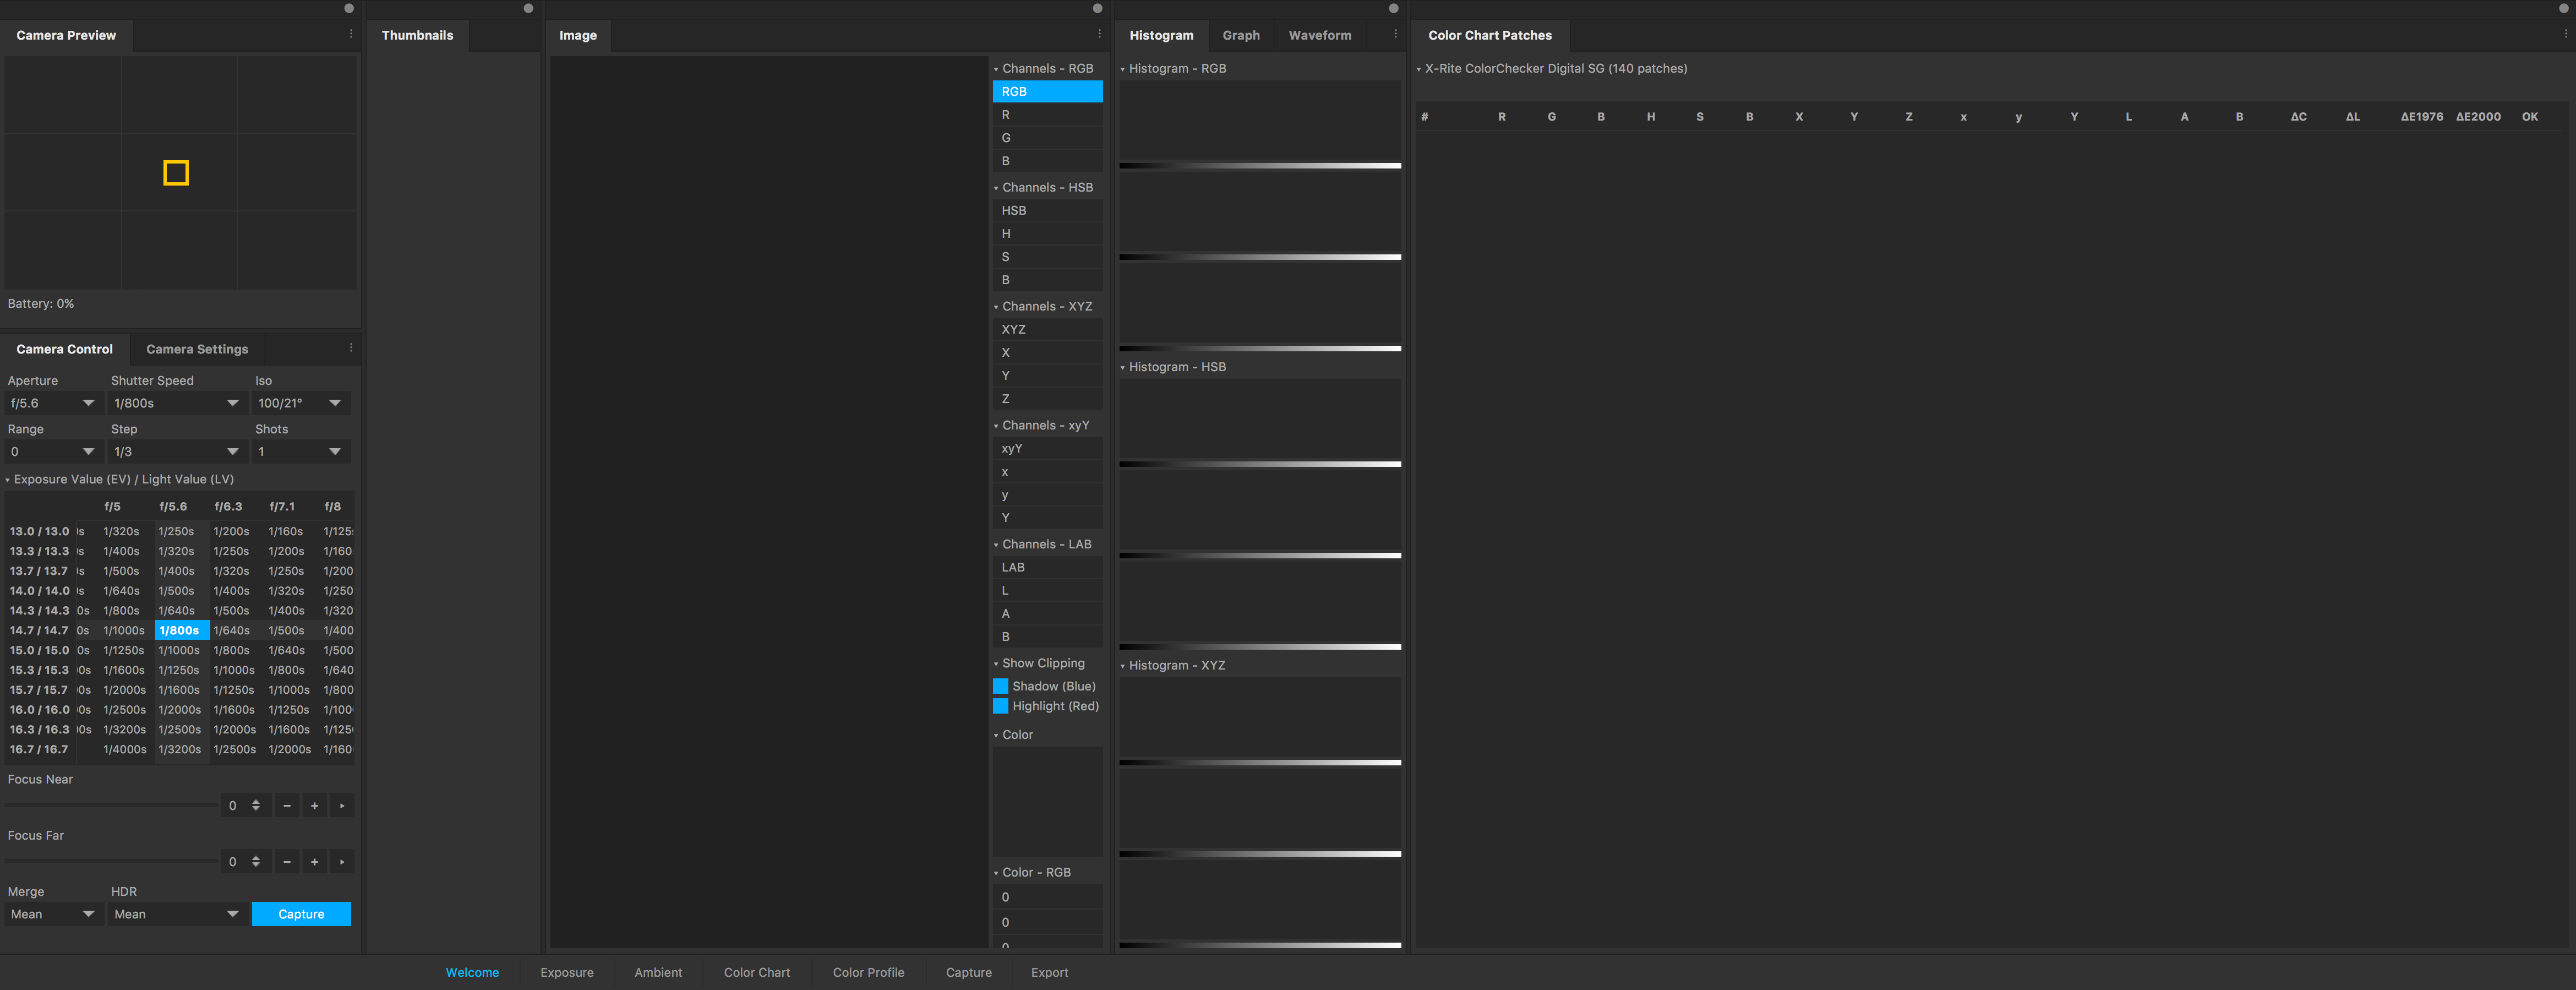 Camera Preview
Battery: 0%
Camera Control Camera Settings
Aperture Shutter Speed Iso
f/5.6 1/800s 100/21°
Range Step Shots
0 1/3 1
Exposure Value (EV) / Light Value (LV)
f/5 f/5.6 f/6.3 f/7.1 f/8
13.0 / 13.0 1/320s 1/250s 1/200s 1/160s 1/125s
13.3 / 13.3 1/400s 1/320s 1/250s 1/200s 1/160
13.7 / 13.7 1/500s 1/400s 1/320s 1/250s 1/200
14.0 / 14.0 1/640s 1/500s 1/400s 1/320s 1/250
14.3 / 14.3 0s 1/800s 1/640s 1/500s 1/400s 1/320
14.7 / 14.7 0s 1/1000s 1/800s 1/640s 1/500s 1/400
15.0 / 15.0 0s 1/1250s 1/1000s 1/800s 1/640s 1/500
15.3 / 15.3 0s 1/1600s 1/1250s 1/1000s 1/800s 1/640
15.7 / 15.7 0s 1/2000s 1/1600s 1/1250s 1/1000s 1/800
16.0 / 16.0 0s 1/2500s 1/2000s 1/1600s 1/1250s 1/100
16.3 / 16.3 0s 1/3200s 1/2500s 1/2000s 1/1600s 1/125
16.7 / 16.7 1/4000s 1/3200s 1/2500s 1/2000s 1/160
Focus Near
0 − + ▸
Focus Far
0 − + ▸
Merge HDR
Mean Mean Capture
Thumbnails
Image
Channels - RGB
RGB
R
G
B
Channels - HSB
HSB
H
S
B
Channels - XYZ
XYZ
X
Y
Z
Channels - xyY
xyY
x
y
Y
Channels - LAB
LAB
L
A
B
Show Clipping
Shadow (Blue)
Highlight (Red)
Color
Color - RGB
0
0
0
Histogram Graph Waveform
Histogram - RGB
Histogram - HSB
Histogram - XYZ
Color Chart Patches
X-Rite ColorChecker Digital SG (140 patches)
# R G B H S B X Y Z x y Y L A B ΔC ΔL ΔE1976 ΔE2000 OK
Welcome Exposure Ambient Color Chart Color Profile Capture Export